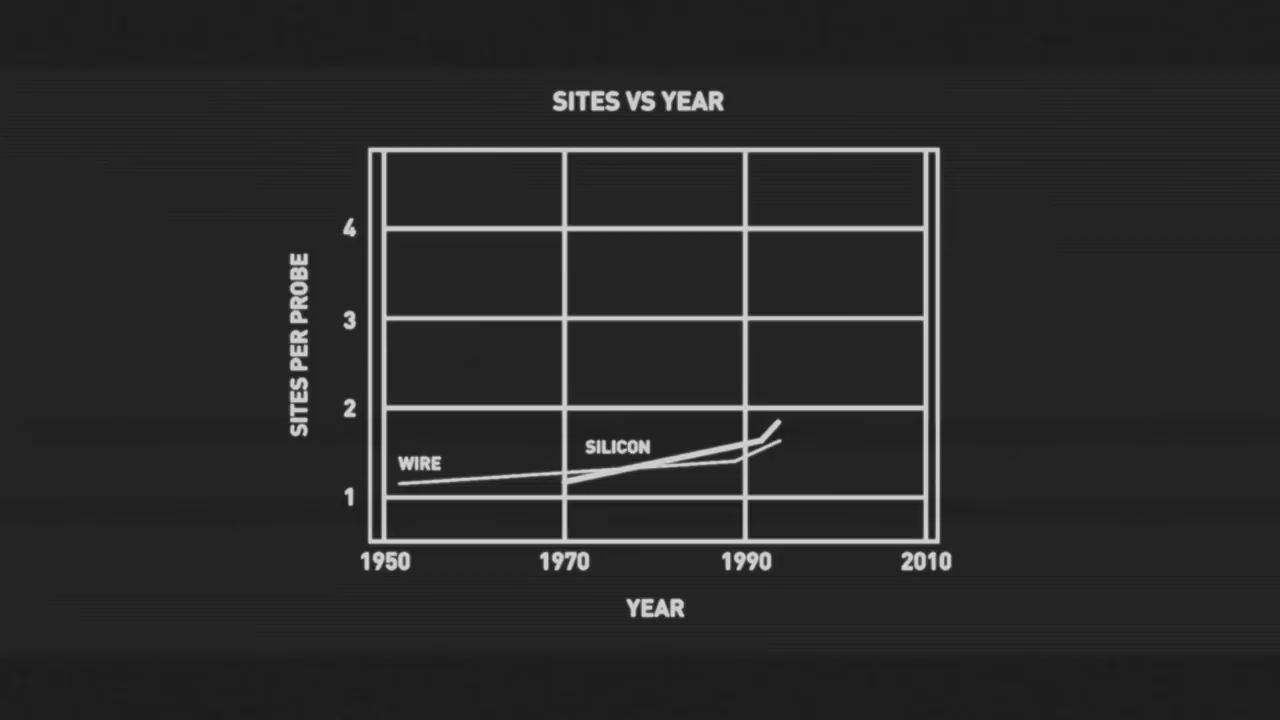 SITES VS YEAR
4
3
2
1
SITES PER PROBE
WIRE
SILICON
1950 1970 1990 2010
YEAR